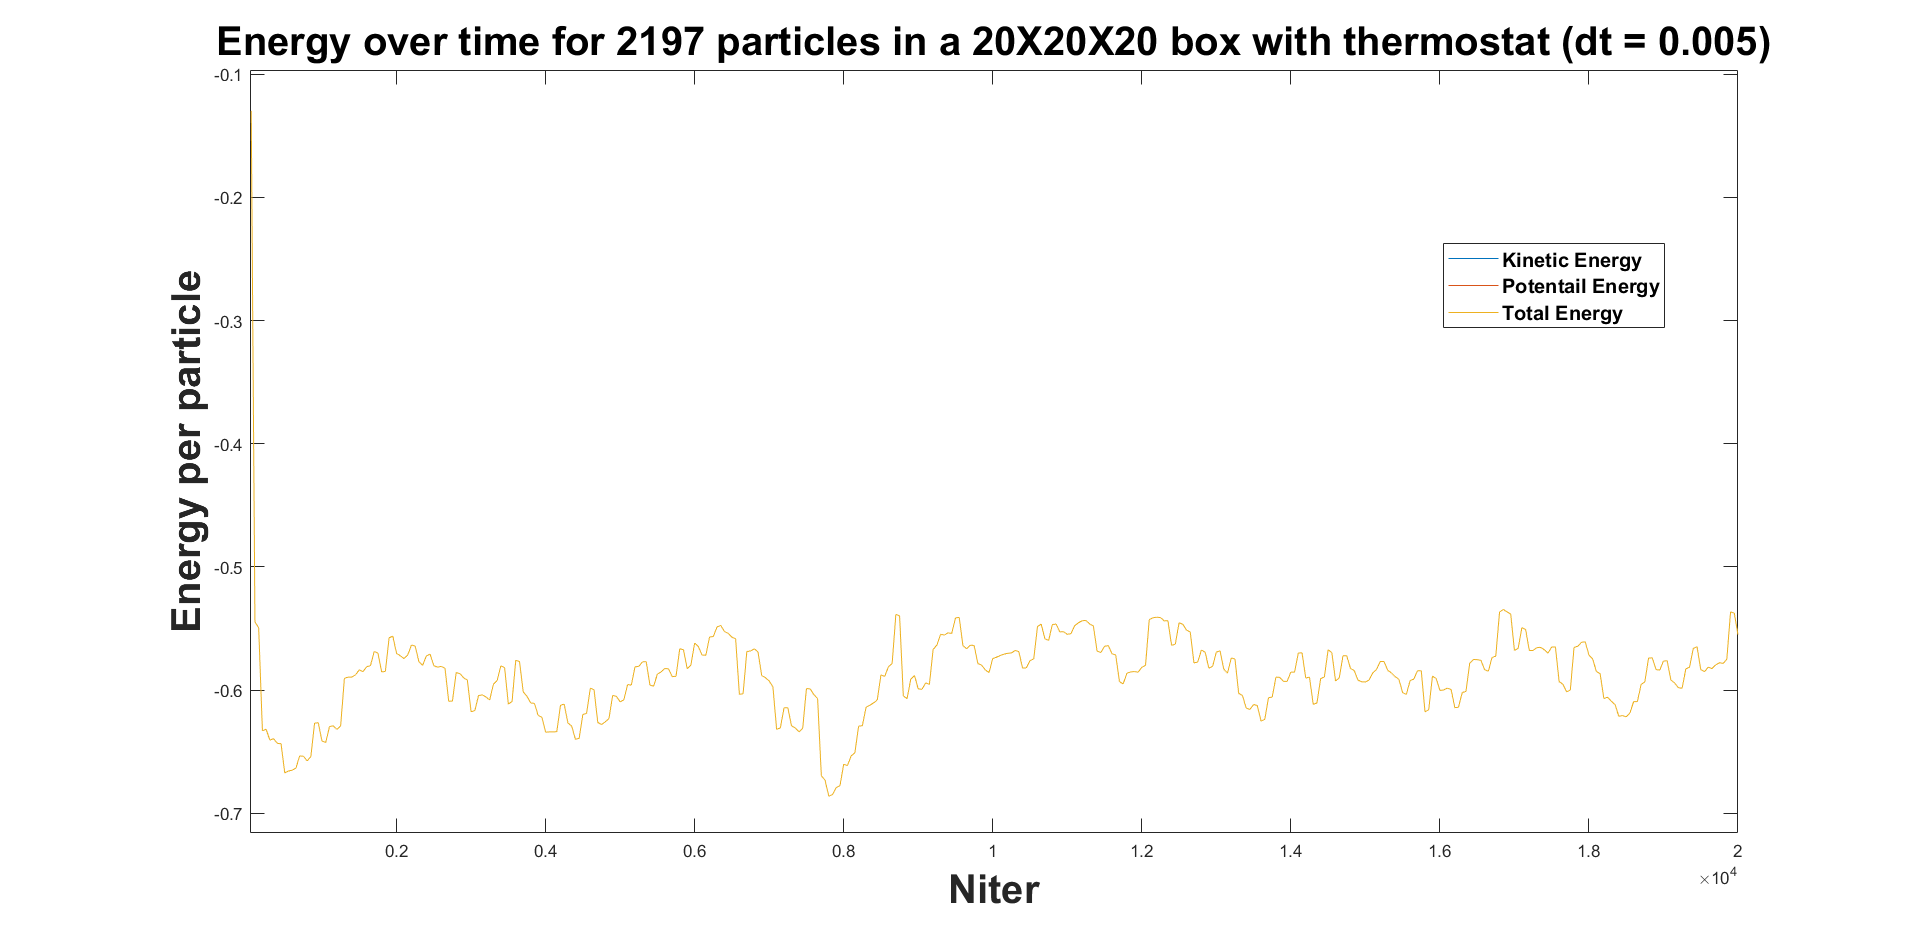 Energy over time for 2197 particles in a 20X20X20 box with thermostat (dt = 0.005)
-0.1
-0.2
-0.3
-0.4
-0.5
-0.6
-0.7
Energy per particle
Kinetic Energy
Potentail Energy
Total Energy
0.2 0.4 0.6 0.8 1 1.2 1.4 1.6 1.8 2
×10⁴
Niter